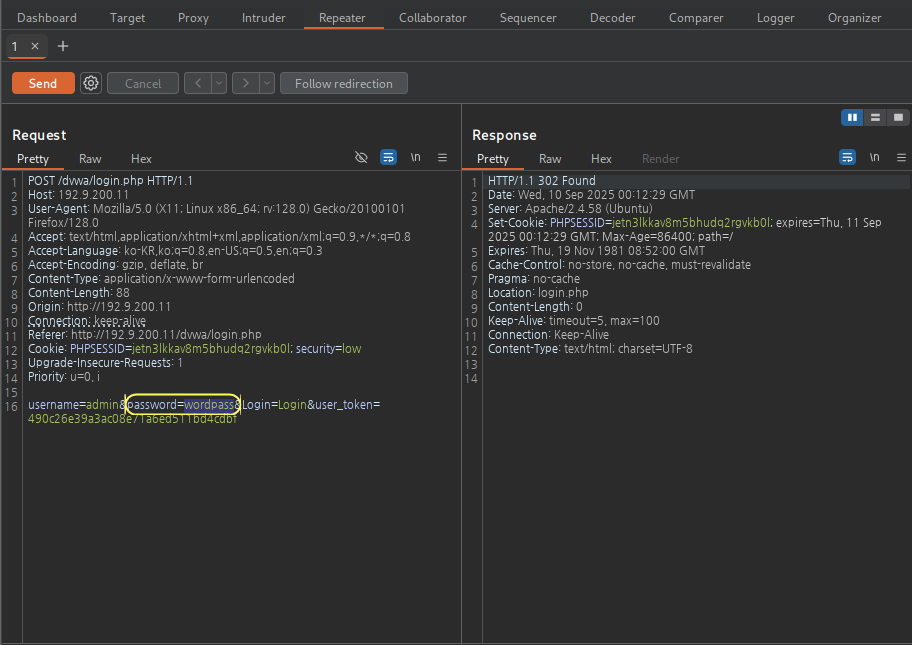 Dashboard Target Proxy Intruder Repeater Collaborator Sequencer Decoder Comparer Logger Organizer
1 × +
Send Cancel < > Follow redirection
Request
Pretty Raw Hex \n
1 POST /dvwa/login.php HTTP/1.1
2 Host: 192.9.200.11
3 User-Agent: Mozilla/5.0 (X11; Linux x86_64; rv:128.0) Gecko/20100101
Firefox/128.0
4 Accept: text/html,application/xhtml+xml,application/xml;q=0.9,*/*;q=0.8
5 Accept-Language: ko-KR,ko;q=0.8,en-US;q=0.5,en;q=0.3
6 Accept-Encoding: gzip, deflate, br
7 Content-Type: application/x-www-form-urlencoded
8 Content-Length: 88
9 Origin: http://192.9.200.11
10 Connection: keep-alive
11 Referer: http://192.9.200.11/dvwa/login.php
12 Cookie: PHPSESSID=jetn3lkkav8m5bhudq2rgvkb0l; security=low
13 Upgrade-Insecure-Requests: 1
14 Priority: u=0, i
15
16 username=admin&password=wordpass&Login=Login&user_token=
490c26e39a3ac08e71a6ed511bd4cdbf
Response
Pretty Raw Hex Render \n
1 HTTP/1.1 302 Found
2 Date: Wed, 10 Sep 2025 00:12:29 GMT
3 Server: Apache/2.4.58 (Ubuntu)
4 Set-Cookie: PHPSESSID=jetn3lkkav8m5bhudq2rgvkb0l; expires=Thu, 11 Sep
2025 00:12:29 GMT; Max-Age=86400; path=/
5 Expires: Thu, 19 Nov 1981 08:52:00 GMT
6 Cache-Control: no-store, no-cache, must-revalidate
7 Pragma: no-cache
8 Location: login.php
9 Content-Length: 0
10 Keep-Alive: timeout=5, max=100
11 Connection: Keep-Alive
12 Content-Type: text/html; charset=UTF-8
13
14